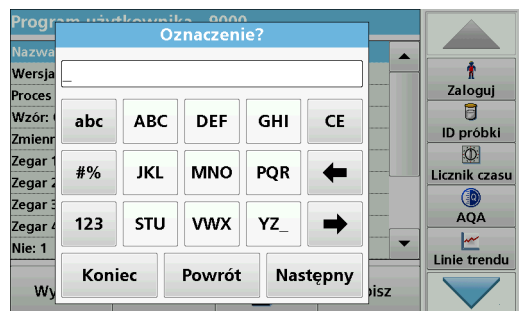 Program użytkownika 9000
Oznaczenie?
Nazwa
Wersja
Proces
Wzór:
Zmienn
Zegar 1
Zegar 2
Zegar 3
Zegar 4
Nie: 1
_
abc ABC DEF GHI CE
#% JKL MNO PQR
123 STU VWX YZ_
Koniec Powrót Następny
Wy
pisz
Zaloguj
ID próbki
Licznik czasu
AQA
Linie trendu